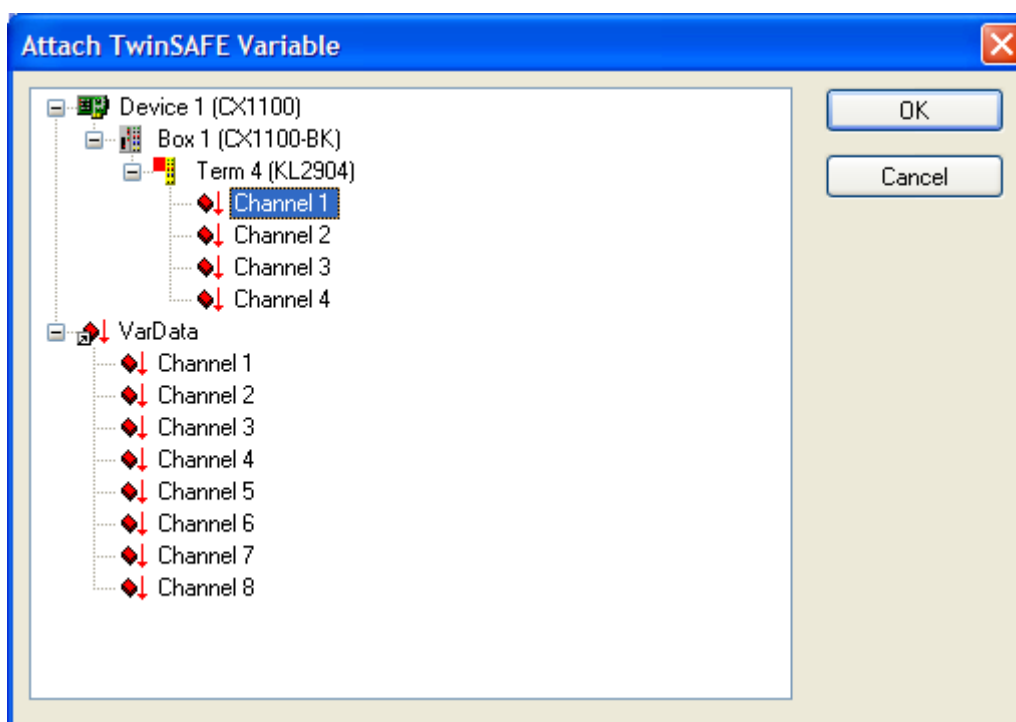 Attach TwinSAFE Variable
Device 1 (CX1100)
Box 1 (CX1100-BK)
Term 4 (KL2904)
Channel 1
Channel 2
Channel 3
Channel 4
VarData
Channel 1
Channel 2
Channel 3
Channel 4
Channel 5
Channel 6
Channel 7
Channel 8
OK
Cancel